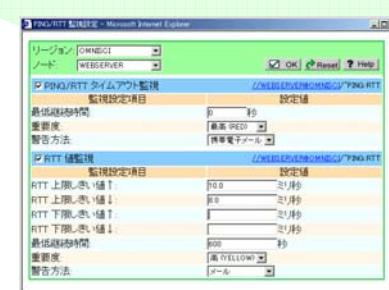 PING/RTT 監視設定 - Microsoft Internet Explorer
リージョン: OMNISCI
ノード: WEBSERVER
OK Reset ? Help
PING/RTT タイムアウト監視 //WEBSERVER@OMNISCI/~PING-RTT
監視設定項目 設定値
最低継続時間: 0 秒
重要度: 最高 (RED)
警告方法: 携帯電子メール
RTT 値監視 //WEBSERVER@OMNISCI/~PING-RTT
監視設定項目 設定値
RTT 上限しきい値↑: 10.0 ミリ秒
RTT 上限しきい値↓: 8.0 ミリ秒
RTT 下限しきい値↓: ミリ秒
RTT 下限しきい値↑: ミリ秒
最低継続時間: 600 秒
重要度: 高 (YELLOW)
警告方法: メール